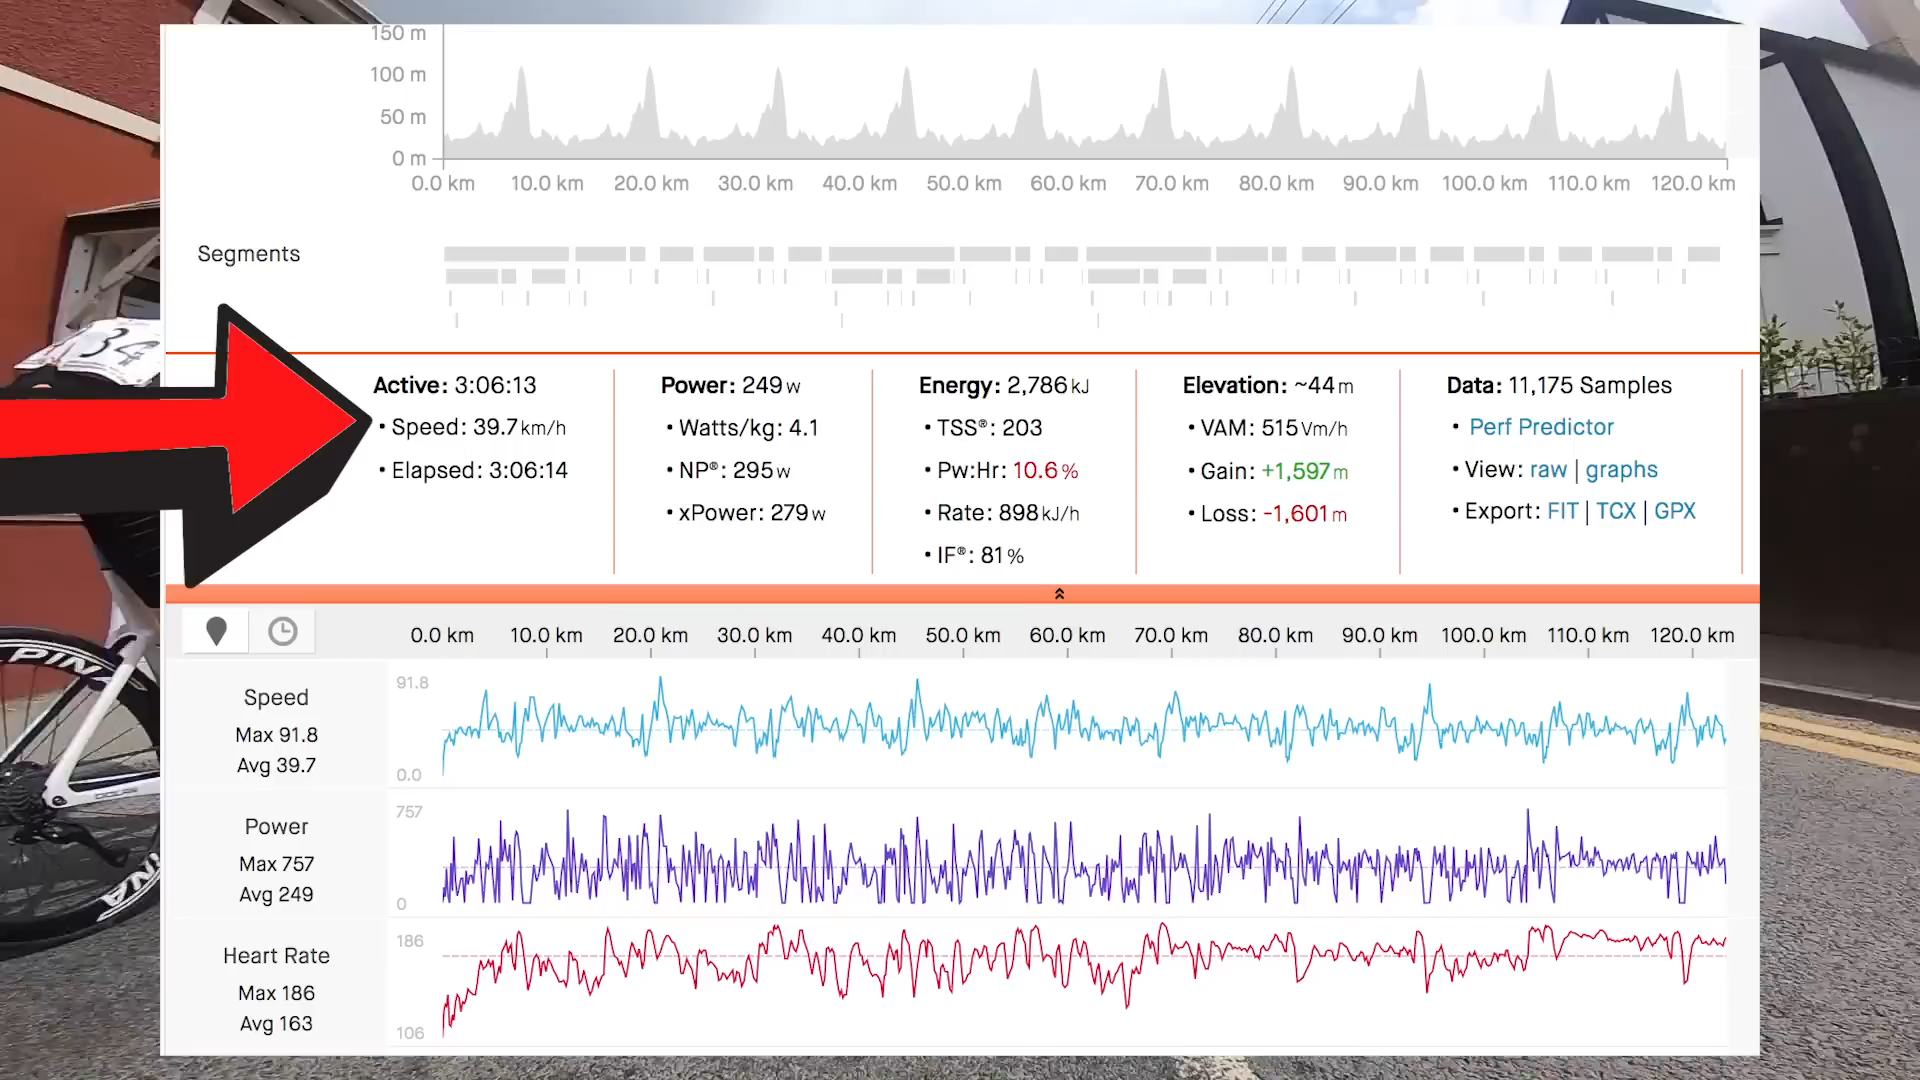 150 m
100 m
50 m
0 m
0.0 km 10.0 km 20.0 km 30.0 km 40.0 km 50.0 km 60.0 km 70.0 km 80.0 km 90.0 km 100.0 km 110.0 km 120.0 km
Segments
34
Active: 3:06:13
• Speed: 39.7 km/h
• Elapsed: 3:06:14
Power: 249 w
• Watts/kg: 4.1
• NP®: 295 w
• xPower: 279 w
Energy: 2,786 kJ
• TSS®: 203
• Pw:Hr: 10.6 %
• Rate: 898 kJ/h
• IF®: 81 %
Elevation: ~44 m
• VAM: 515 Vm/h
• Gain: +1,597 m
• Loss: -1,601 m
Data: 11,175 Samples
• Perf Predictor
• View: raw | graphs
• Export: FIT | TCX | GPX
0.0 km 10.0 km 20.0 km 30.0 km 40.0 km 50.0 km 60.0 km 70.0 km 80.0 km 90.0 km 100.0 km 110.0 km 120.0 km
Speed
Max 91.8
Avg 39.7
91.8
0.0
Power
Max 757
Avg 249
757
0
Heart Rate
Max 186
Avg 163
186
106
PIN
NA